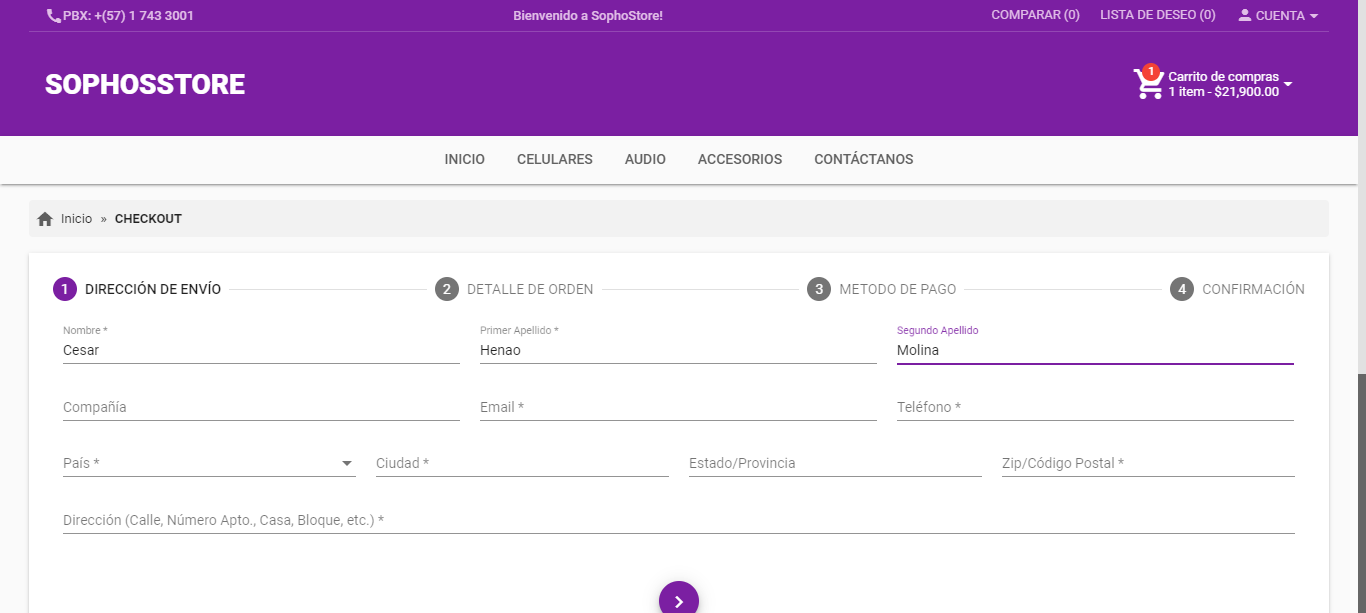 PBX: +(57) 1 743 3001
Bienvenido a SophoStore!
COMPARAR (0)
LISTA DE DESEO (0)
CUENTA
SOPHOSSTORE
1
Carrito de compras
1 item - $21,900.00
INICIO
CELULARES
AUDIO
ACCESORIOS
CONTÁCTANOS
Inicio » CHECKOUT
1 DIRECCIÓN DE ENVÍO
2 DETALLE DE ORDEN
3 METODO DE PAGO
4 CONFIRMACIÓN
Nombre *
Cesar
Primer Apellido *
Henao
Segundo Apellido
Molina
Compañía
Email *
Teléfono *
País *
Ciudad *
Estado/Provincia
Zip/Código Postal *
Dirección (Calle, Número Apto., Casa, Bloque, etc.) *